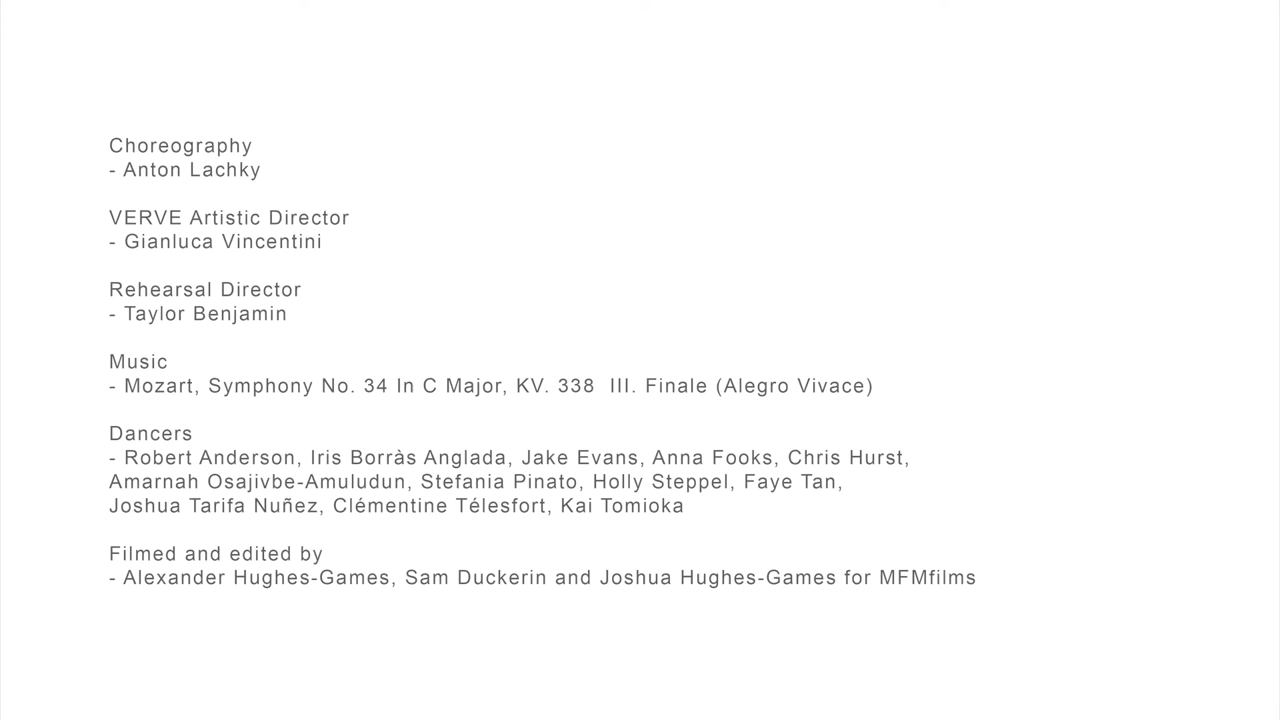 Choreography
- Anton Lachky
VERVE Artistic Director
- Gianluca Vincentini
Rehearsal Director
- Taylor Benjamin
Music
- Mozart, Symphony No. 34 In C Major, KV. 338  III. Finale (Alegro Vivace)
Dancers
- Robert Anderson, Iris Borràs Anglada, Jake Evans, Anna Fooks, Chris Hurst,
Amarnah Osajivbe-Amuludun, Stefania Pinato, Holly Steppel, Faye Tan,
Joshua Tarifa Nuñez, Clémentine Télesfort, Kai Tomioka
Filmed and edited by
- Alexander Hughes-Games, Sam Duckerin and Joshua Hughes-Games for MFMfilms